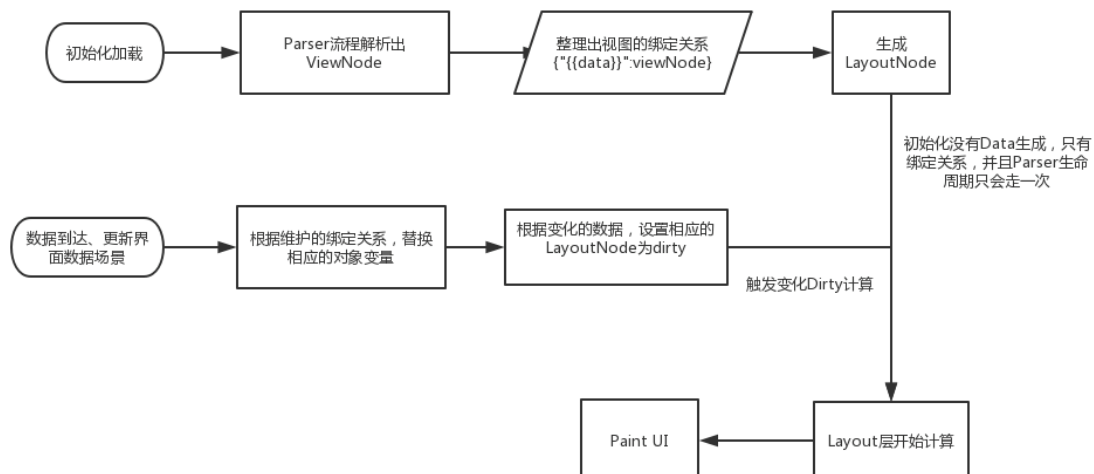 初始化加载
Parser流程解析出
ViewNode
整理出视图的绑定关系
{"{{data}}":viewNode}
生成
LayoutNode
初始化没有Data生成，只有
绑定关系，并且Parser生命
周期只会走一次
数据到达、更新界
面数据场景
根据维护的绑定关系，替换
相应的对象变量
根据变化的数据，设置相应的
LayoutNode为dirty
触发变化Dirty计算
Paint UI
Layout层开始计算